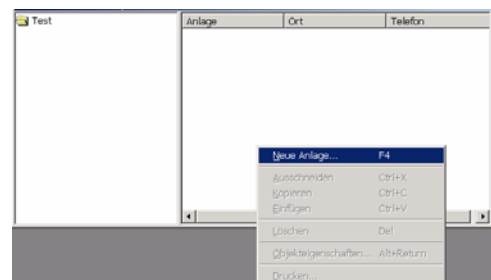 Test
Anlage Ort Telefon
Neue Anlage... F4
Ausschneiden Ctrl+X
Kopieren Ctrl+C
Einfügen Ctrl+V
Löschen Del
Objekteigenschaften... Alt+Return
Drucken...